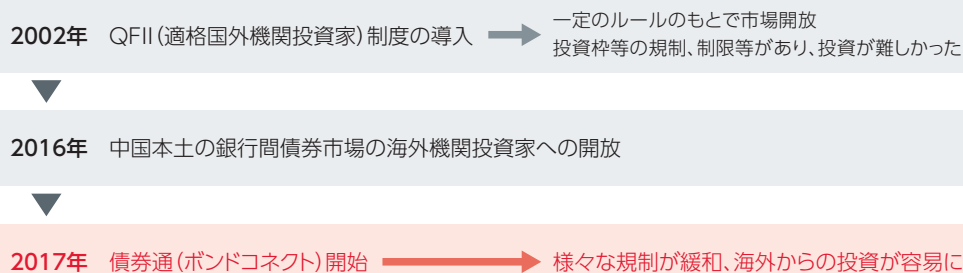 2002年 QFII(適格国外機関投資家)制度の導入
一定のルールのもとで市場開放
投資枠等の規制、制限等があり、投資が難しかった
2016年 中国本土の銀行間債券市場の海外機関投資家への開放
2017年 債券通(ボンドコネクト)開始
様々な規制が緩和、海外からの投資が容易に